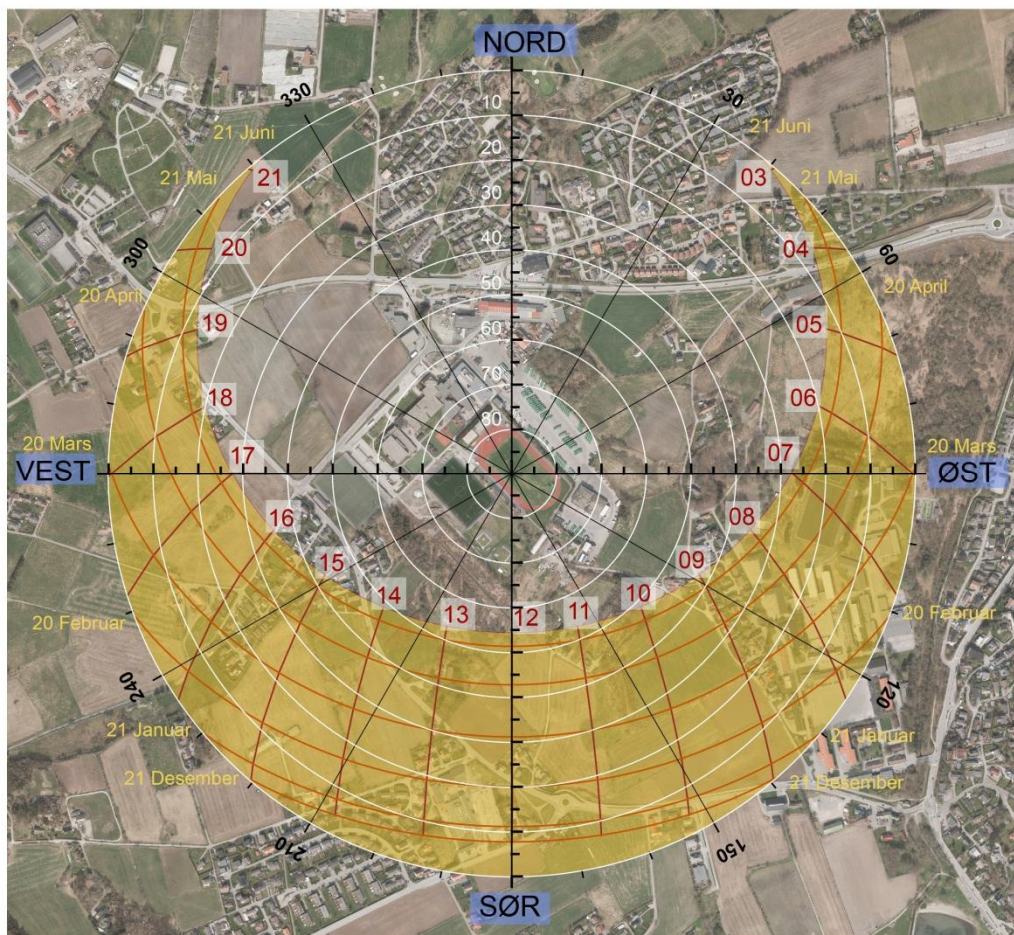 NORD
10
330
30
20
21 Juni
21 Juni
30
21 Mai
21
03
21 Mai
40
20
04
300
60
50
20 April
20 April
60
19
05
70
18
06
80
20 Mars
17
07
20 Mars
VEST
ØST
16
08
15
09
14
10
13
12
11
20 Februar
20 Februar
240
120
21 Januar
21 Januar
21 Desember
21 Desember
210
150
SØR